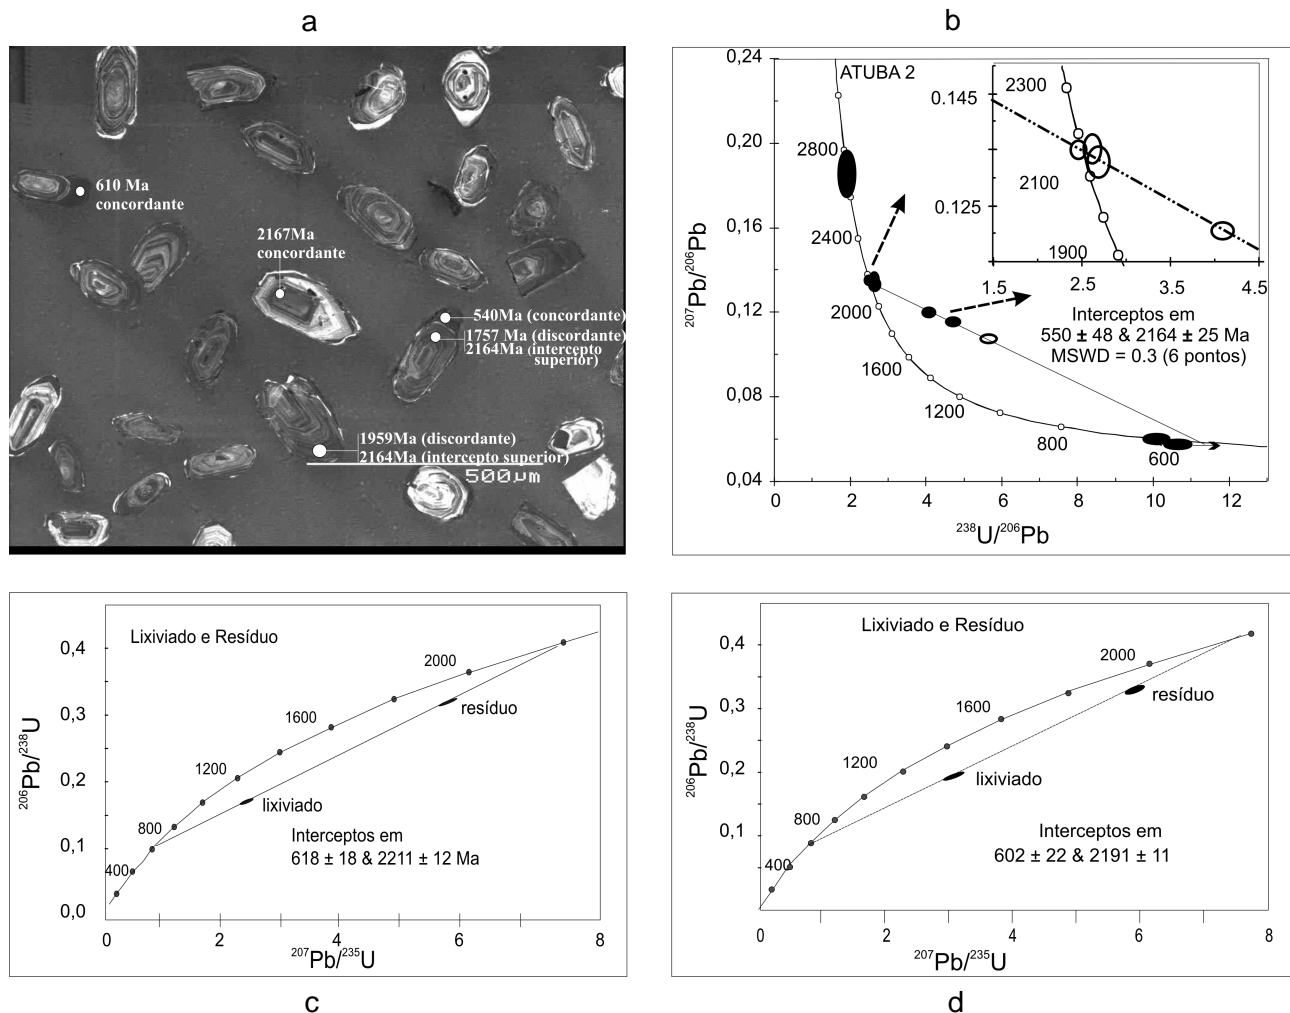 a
610 Ma
concordante
2167Ma
concordante
540Ma (concordante)
1757 Ma (discordante)
2164Ma (intercepto
superior)
1959Ma (discordante)
2164Ma (intercepto superior)
500µm
b
ATUBA 2
0,24
0,20
0,16
0,12
0,08
0,04
207Pb/206Pb
2800
2400
2000
1600
1200
800
600
0
2
4
6
8
10
12
238U/206Pb
0.145
0.125
2300
2100
1900
1.5
2.5
3.5
4.5
Interceptos em
550 ± 48 & 2164 ± 25 Ma
MSWD = 0.3 (6 pontos)
Lixiviado e Resíduo
0,4
0,3
0,2
0,1
0,0
206Pb/238U
2000
1600
1200
800
400
resíduo
lixiviado
Interceptos em
618 ± 18 & 2211 ± 12 Ma
0
2
4
6
8
207Pb/235U
c
Lixiviado e Resíduo
0,4
0,3
0,2
0,1
206Pb/238U
2000
1600
1200
800
400
resíduo
lixiviado
Interceptos em
602 ± 22 & 2191 ± 11
0
2
4
6
8
207Pb/235U
d